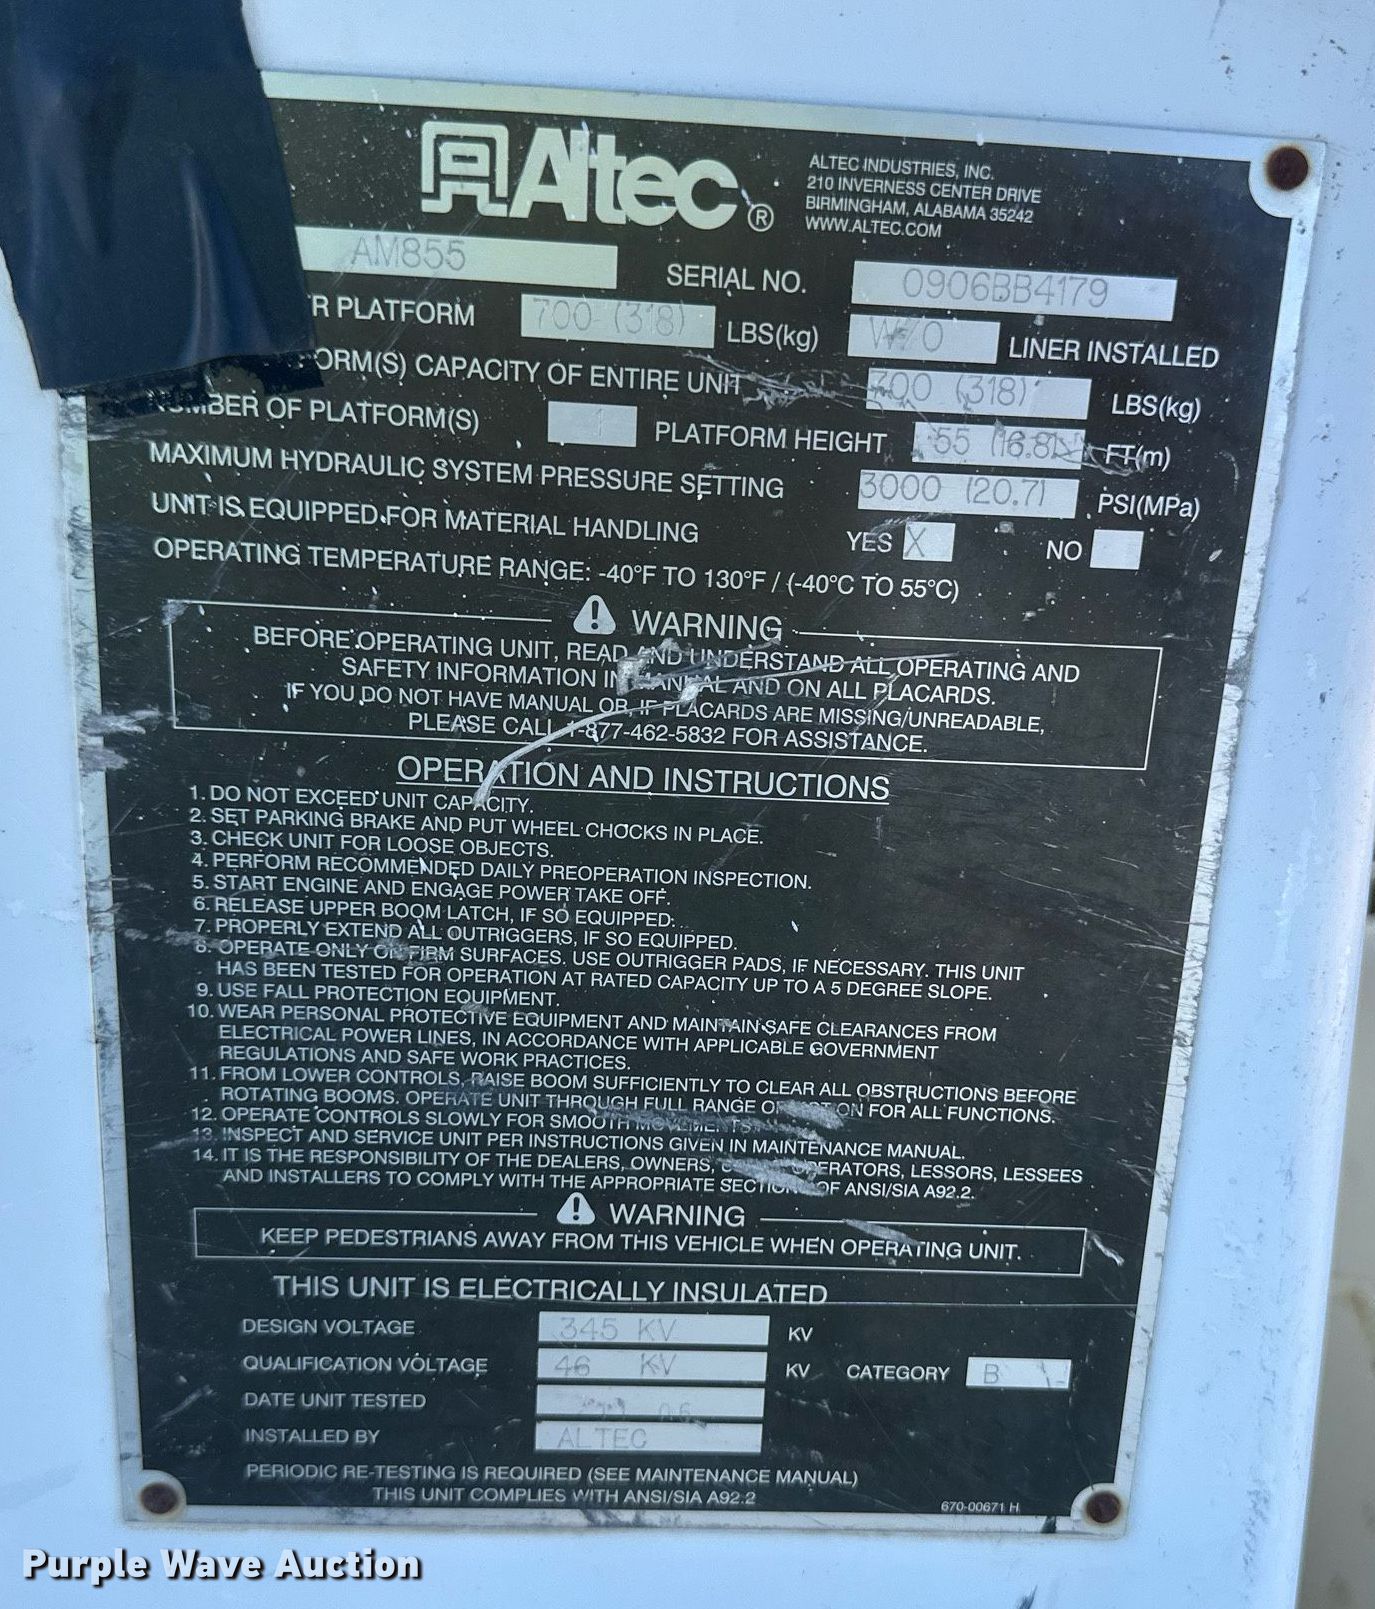 Altec®
ALTEC INDUSTRIES, INC.
210 INVERNESS CENTER DRIVE
BIRMINGHAM, ALABAMA 35242
WWW.ALTEC.COM
AM855 SERIAL NO. 0906BB4179
R PLATFORM 700 (318) LBS(kg) W/O LINER INSTALLED
ORM(S) CAPACITY OF ENTIRE UNIT 700 (318) LBS(kg)
NUMBER OF PLATFORM(S) 1 PLATFORM HEIGHT 55 (16.8) FT(m)
MAXIMUM HYDRAULIC SYSTEM PRESSURE SETTING 3000 (20.7) PSI(MPa)
UNIT IS EQUIPPED FOR MATERIAL HANDLING YES X NO
OPERATING TEMPERATURE RANGE: -40°F TO 130°F / (-40°C TO 55°C)
WARNING
BEFORE OPERATING UNIT, READ AND UNDERSTAND ALL OPERATING AND
SAFETY INFORMATION IN MANUAL AND ON ALL PLACARDS.
IF YOU DO NOT HAVE MANUAL OR, IF PLACARDS ARE MISSING/UNREADABLE,
PLEASE CALL 1-877-462-5832 FOR ASSISTANCE.
OPERATION AND INSTRUCTIONS
1. DO NOT EXCEED UNIT CAPACITY.
2. SET PARKING BRAKE AND PUT WHEEL CHOCKS IN PLACE.
3. CHECK UNIT FOR LOOSE OBJECTS.
4. PERFORM RECOMMENDED DAILY PREOPERATION INSPECTION.
5. START ENGINE AND ENGAGE POWER TAKE OFF.
6. RELEASE UPPER BOOM LATCH, IF SO EQUIPPED.
7. PROPERLY EXTEND ALL OUTRIGGERS, IF SO EQUIPPED.
8. OPERATE ONLY ON FIRM SURFACES. USE OUTRIGGER PADS, IF NECESSARY. THIS UNIT
HAS BEEN TESTED FOR OPERATION AT RATED CAPACITY UP TO A 5 DEGREE SLOPE.
9. USE FALL PROTECTION EQUIPMENT.
10. WEAR PERSONAL PROTECTIVE EQUIPMENT AND MAINTAIN SAFE CLEARANCES FROM
ELECTRICAL POWER LINES, IN ACCORDANCE WITH APPLICABLE GOVERNMENT
REGULATIONS AND SAFE WORK PRACTICES.
11. FROM LOWER CONTROLS, RAISE BOOM SUFFICIENTLY TO CLEAR ALL OBSTRUCTIONS BEFORE
ROTATING BOOMS. OPERATE UNIT THROUGH FULL RANGE OF MOTION FOR ALL FUNCTIONS.
12. OPERATE CONTROLS SLOWLY FOR SMOOTH MOVEMENTS.
13. INSPECT AND SERVICE UNIT PER INSTRUCTIONS GIVEN IN MAINTENANCE MANUAL.
14. IT IS THE RESPONSIBILITY OF THE DEALERS, OWNERS, OPERATORS, LESSORS, LESSEES
AND INSTALLERS TO COMPLY WITH THE APPROPRIATE SECTIONS OF ANSI/SIA A92.2.
WARNING
KEEP PEDESTRIANS AWAY FROM THIS VEHICLE WHEN OPERATING UNIT.
THIS UNIT IS ELECTRICALLY INSULATED
DESIGN VOLTAGE 345 KV KV
QUALIFICATION VOLTAGE 46 KV KV CATEGORY B
DATE UNIT TESTED
INSTALLED BY ALTEC
PERIODIC RE-TESTING IS REQUIRED (SEE MAINTENANCE MANUAL)
THIS UNIT COMPLIES WITH ANSI/SIA A92.2
670-00671 H
Purple Wave Auction